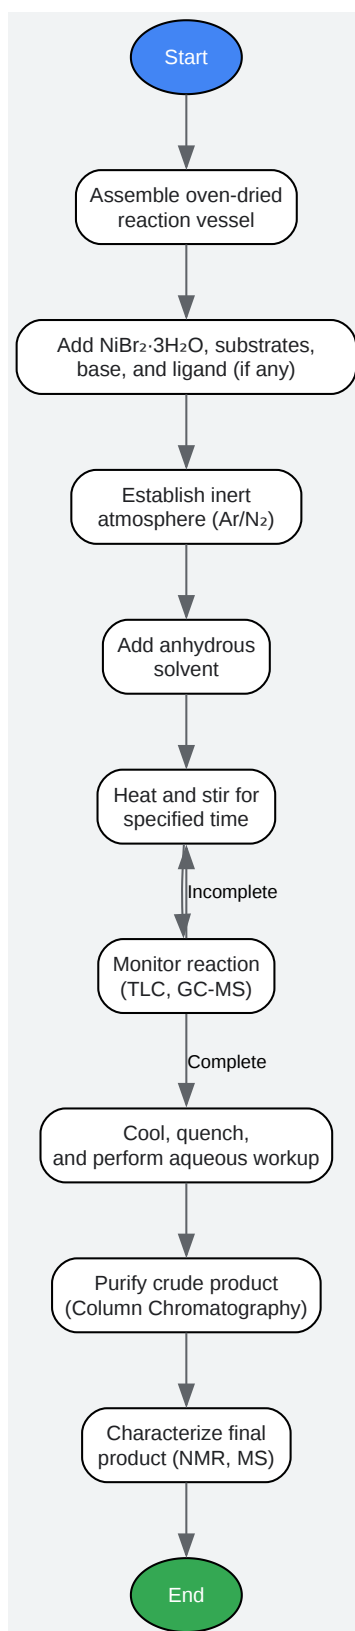 Start
Assemble oven-dried
reaction vessel
Add NiBr₂·3H₂O, substrates,
base, and ligand (if any)
Establish inert
atmosphere (Ar/N₂)
Add anhydrous
solvent
Heat and stir for
specified time
Incomplete
Monitor reaction
(TLC, GC-MS)
Complete
Cool, quench,
and perform aqueous workup
Purify crude product
(Column Chromatography)
Characterize final
product (NMR, MS)
End